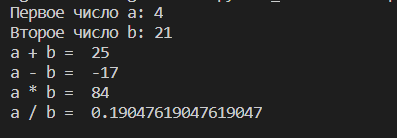 Первое число a: 4
Второе число b: 21
a + b =  25
a - b =  -17
a * b =  84
a / b =  0.19047619047619047